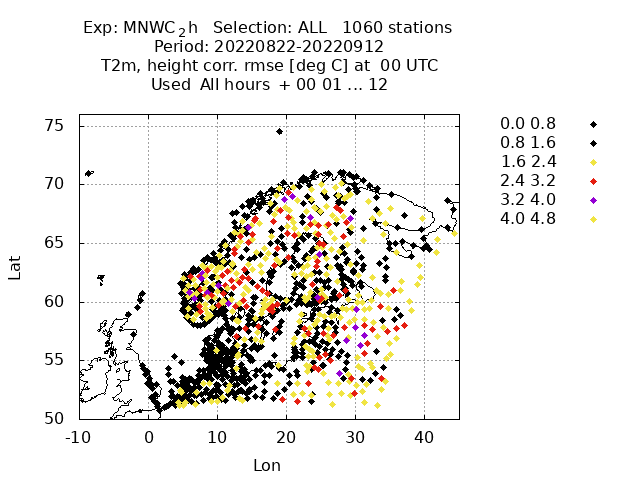 Exp: MNWC₂h Selection: ALL 1060 stations
Period: 20220822-20220912
T2m, height corr. rmse [deg C] at 00 UTC
Used All hours + 00 01 ... 12
0.0 0.8
0.8 1.6
1.6 2.4
2.4 3.2
3.2 4.0
4.0 4.8
75
70
65
60
55
50
Lat
-10 0 10 20 30 40
Lon